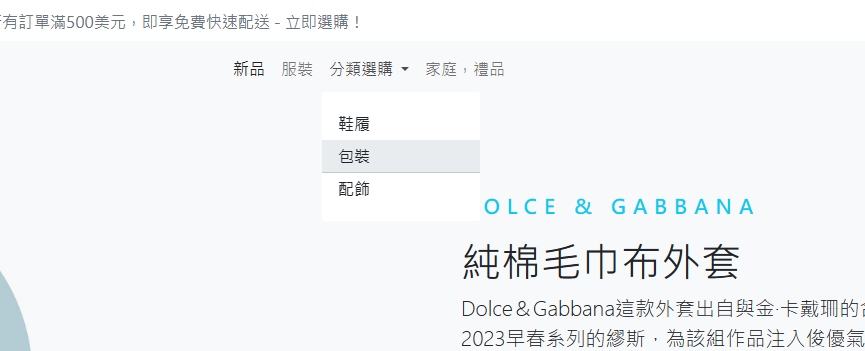 有訂單滿500美元，即享免費快速配送 - 立即選購！
新品 服裝 分類選購 家庭，禮品
鞋履
包裝
配飾
OLCE & GABBANA
純棉毛巾布外套
Dolce＆Gabbana這款外套出自與金·卡戴珊的
2023早春系列的繆斯，為該組作品注入俊優氣